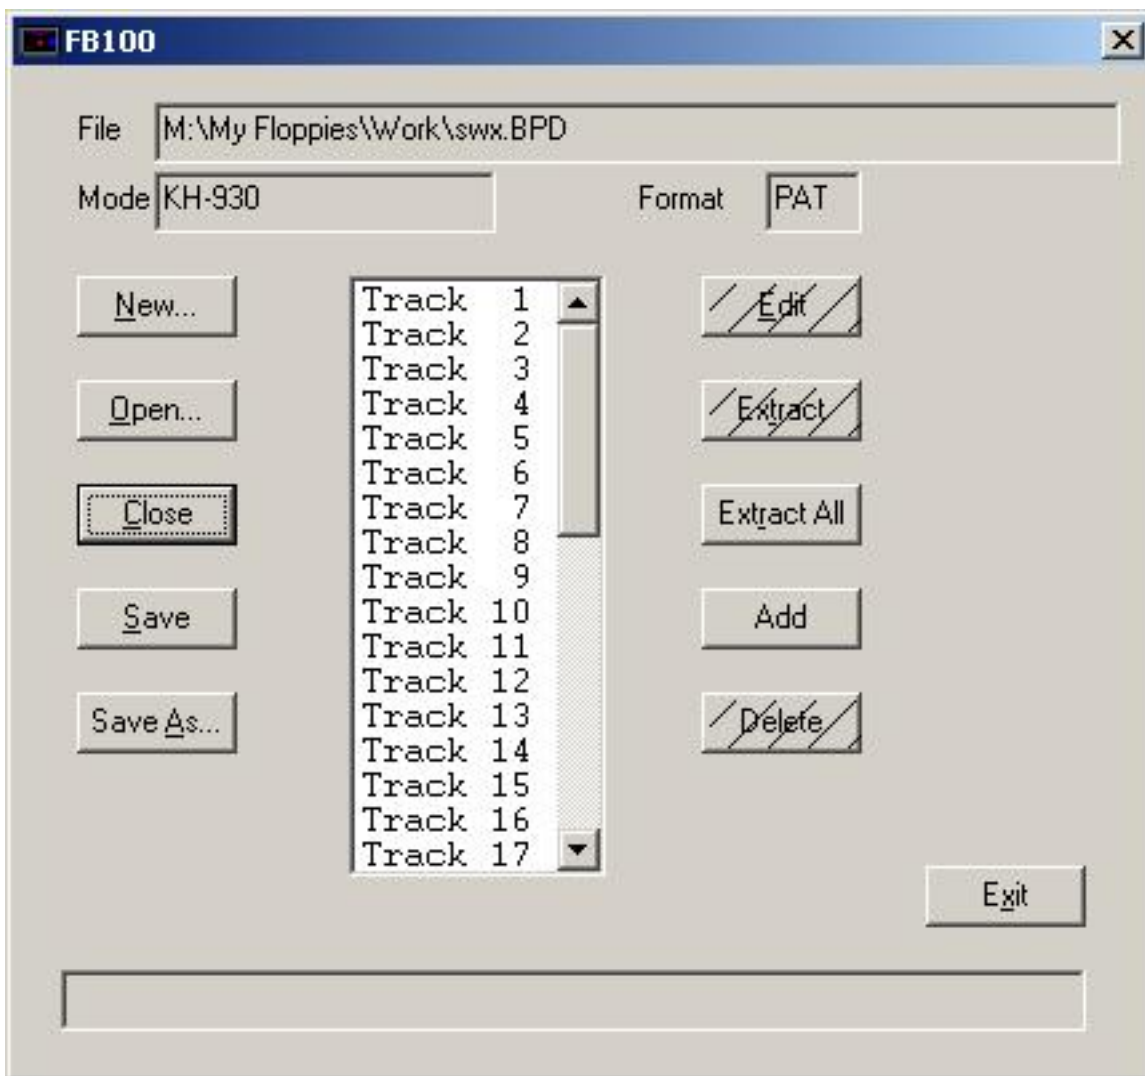 FB100
File M:\My Floppies\Work\swx.BPD
Mode KH-930 Format PAT
New...
Open...
Close
Save
Save As...
Track 1
Track 2
Track 3
Track 4
Track 5
Track 6
Track 7
Track 8
Track 9
Track 10
Track 11
Track 12
Track 13
Track 14
Track 15
Track 16
Track 17
Edit
Extract
Extract All
Add
Delete
Exit